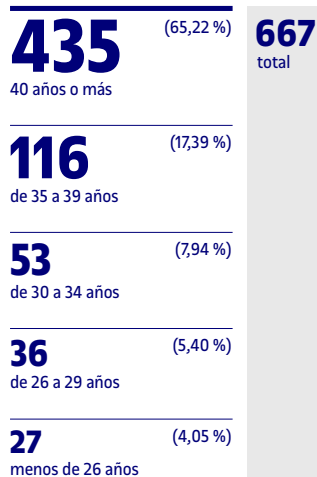 435 (65,22 %)
40 años o más
667
total
116 (17,39 %)
de 35 a 39 años
53 (7,94 %)
de 30 a 34 años
36 (5,40 %)
de 26 a 29 años
27 (4,05 %)
menos de 26 años